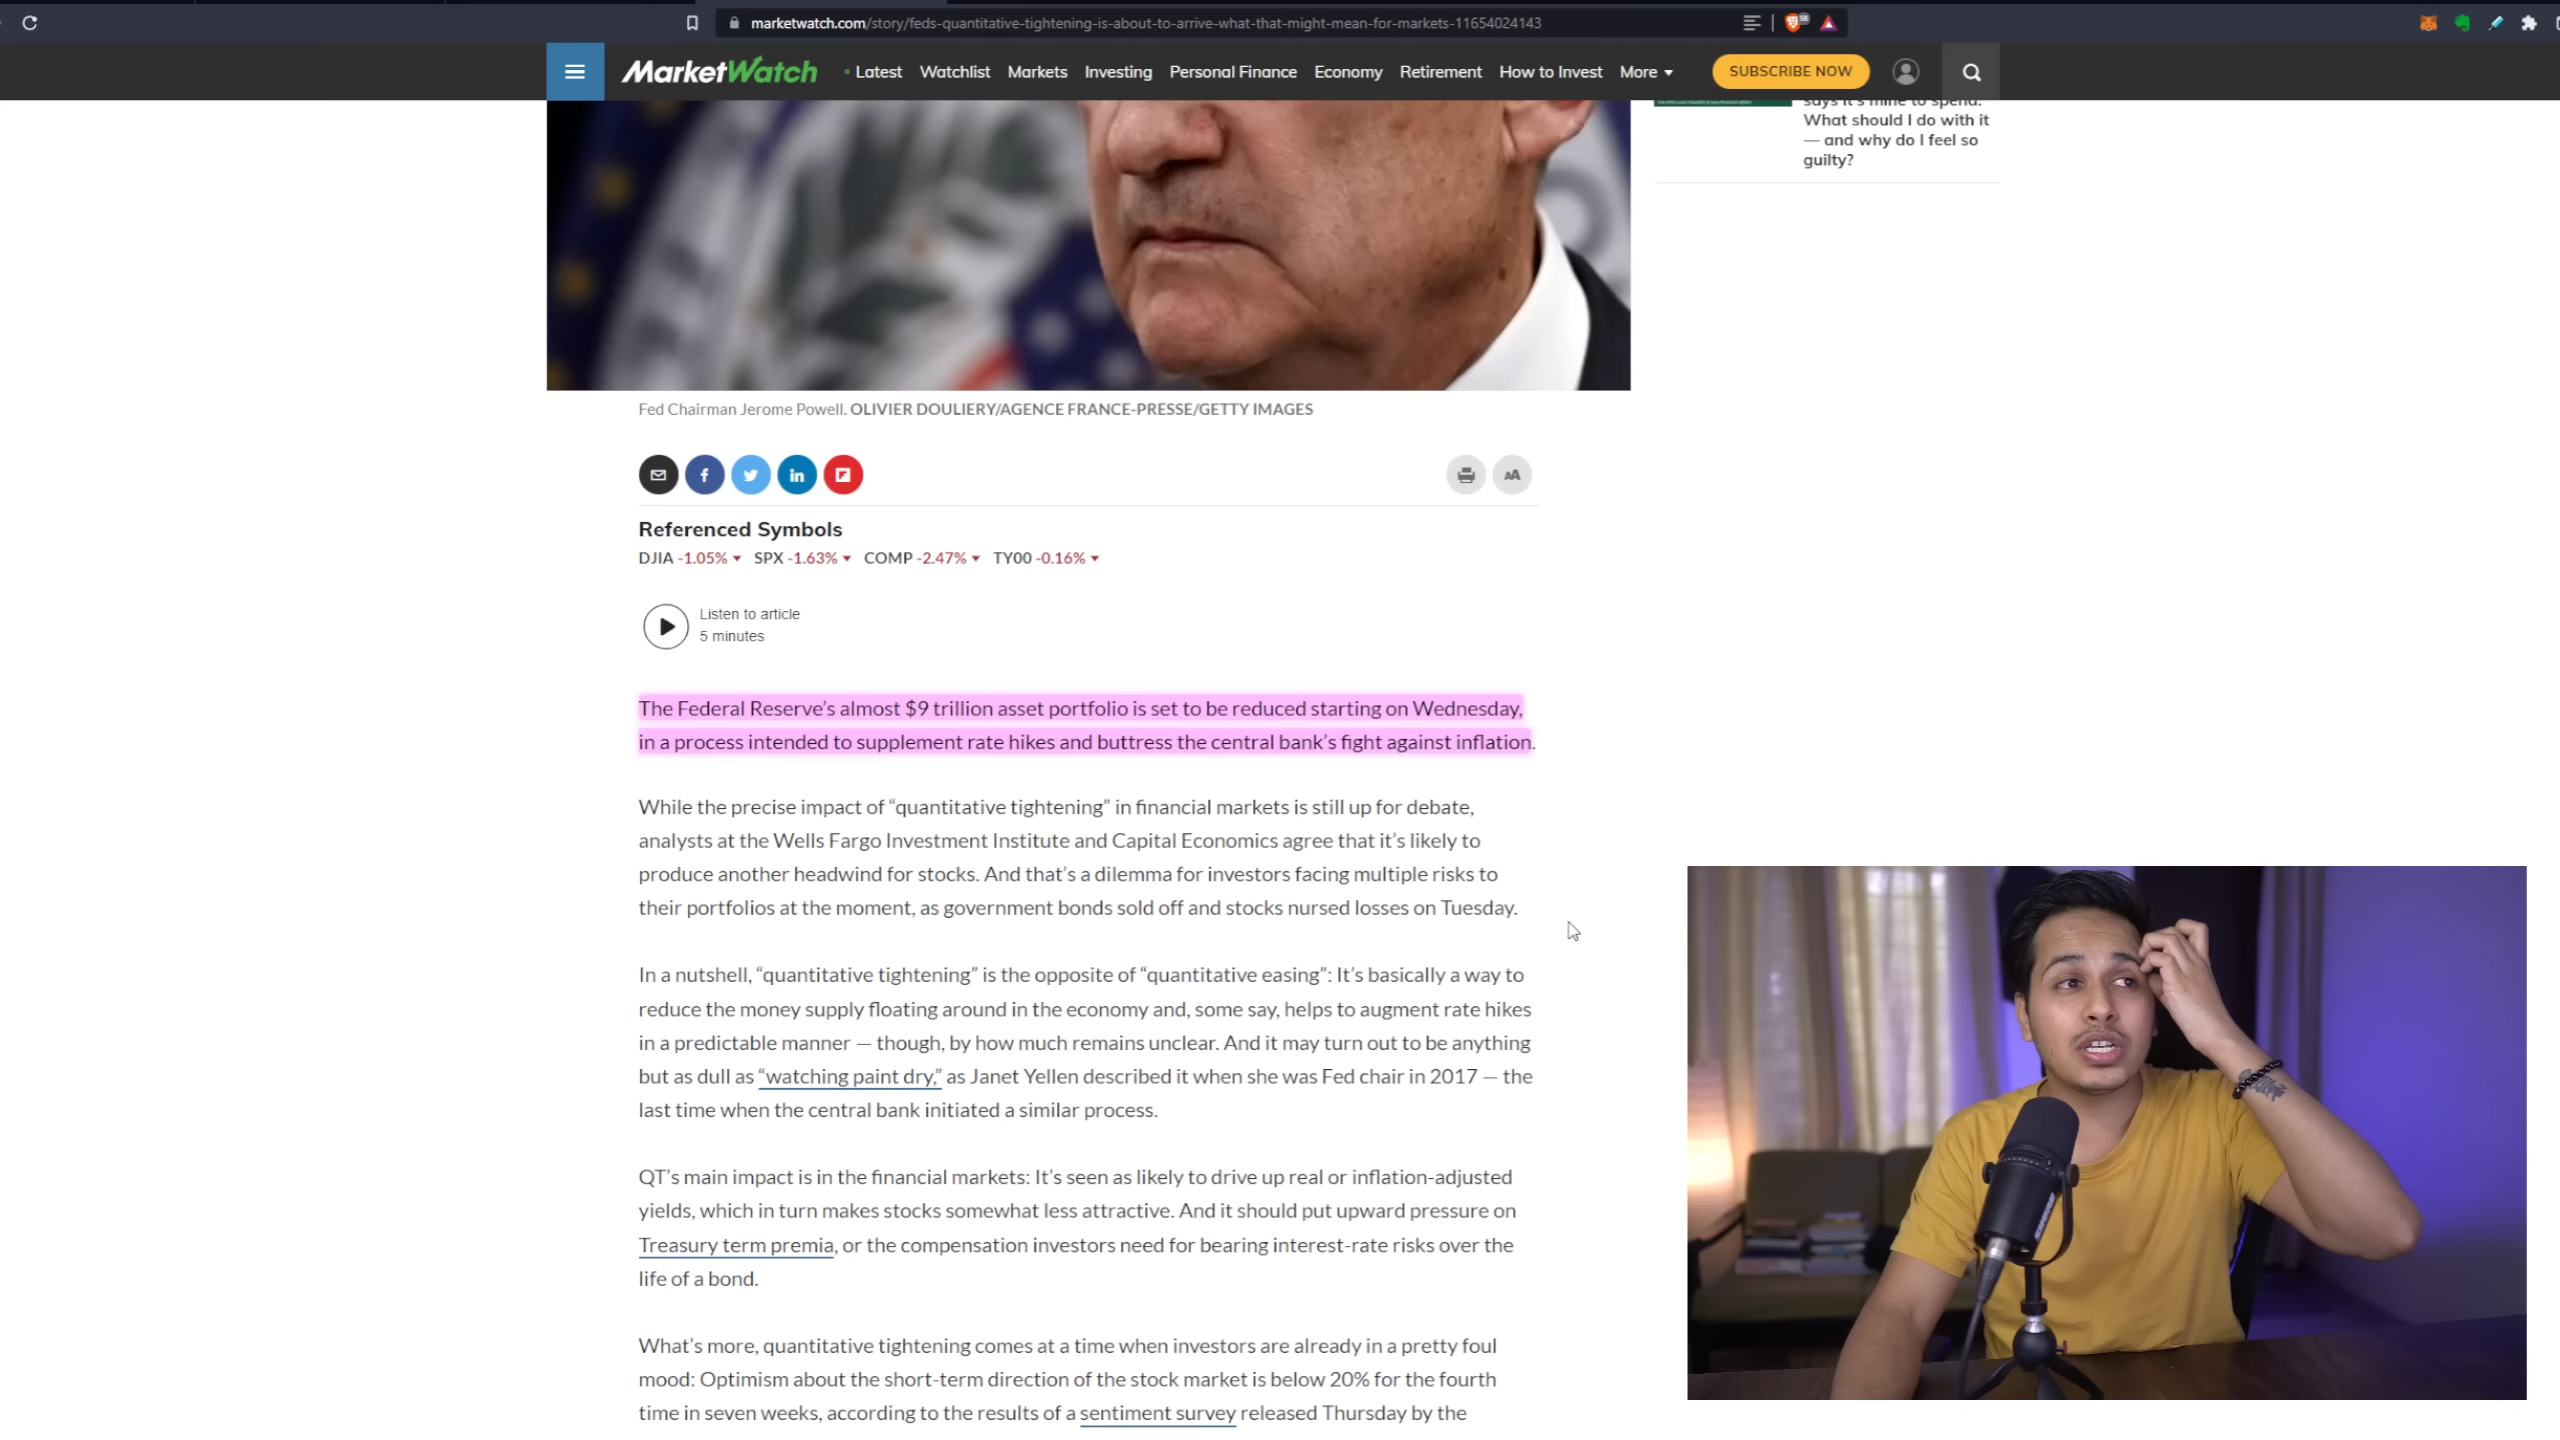 marketwatch.com/story/feds-quantitative-tightening-is-about-to-arrive-what-that-might-mean-for-markets-11654024143
MarketWatch
Latest Watchlist Markets Investing Personal Finance Economy Retirement How to Invest More
SUBSCRIBE NOW
says it's mine to spend.
What should I do with it
— and why do I feel so
guilty?
Fed Chairman Jerome Powell. OLIVIER DOULIERY/AGENCE FRANCE-PRESSE/GETTY IMAGES
Referenced Symbols
DJIA -1.05% SPX -1.63% COMP -2.47% TY00 -0.16%
Listen to article
5 minutes
The Federal Reserve’s almost $9 trillion asset portfolio is set to be reduced starting on Wednesday,
in a process intended to supplement rate hikes and buttress the central bank’s fight against inflation.
While the precise impact of “quantitative tightening” in financial markets is still up for debate,
analysts at the Wells Fargo Investment Institute and Capital Economics agree that it’s likely to
produce another headwind for stocks. And that’s a dilemma for investors facing multiple risks to
their portfolios at the moment, as government bonds sold off and stocks nursed losses on Tuesday.
In a nutshell, “quantitative tightening” is the opposite of “quantitative easing”: It’s basically a way to
reduce the money supply floating around in the economy and, some say, helps to augment rate hikes
in a predictable manner — though, by how much remains unclear. And it may turn out to be anything
but as dull as “watching paint dry,” as Janet Yellen described it when she was Fed chair in 2017 — the
last time when the central bank initiated a similar process.
QT’s main impact is in the financial markets: It’s seen as likely to drive up real or inflation-adjusted
yields, which in turn makes stocks somewhat less attractive. And it should put upward pressure on
Treasury term premia, or the compensation investors need for bearing interest-rate risks over the
life of a bond.
What’s more, quantitative tightening comes at a time when investors are already in a pretty foul
mood: Optimism about the short-term direction of the stock market is below 20% for the fourth
time in seven weeks, according to the results of a sentiment survey released Thursday by the